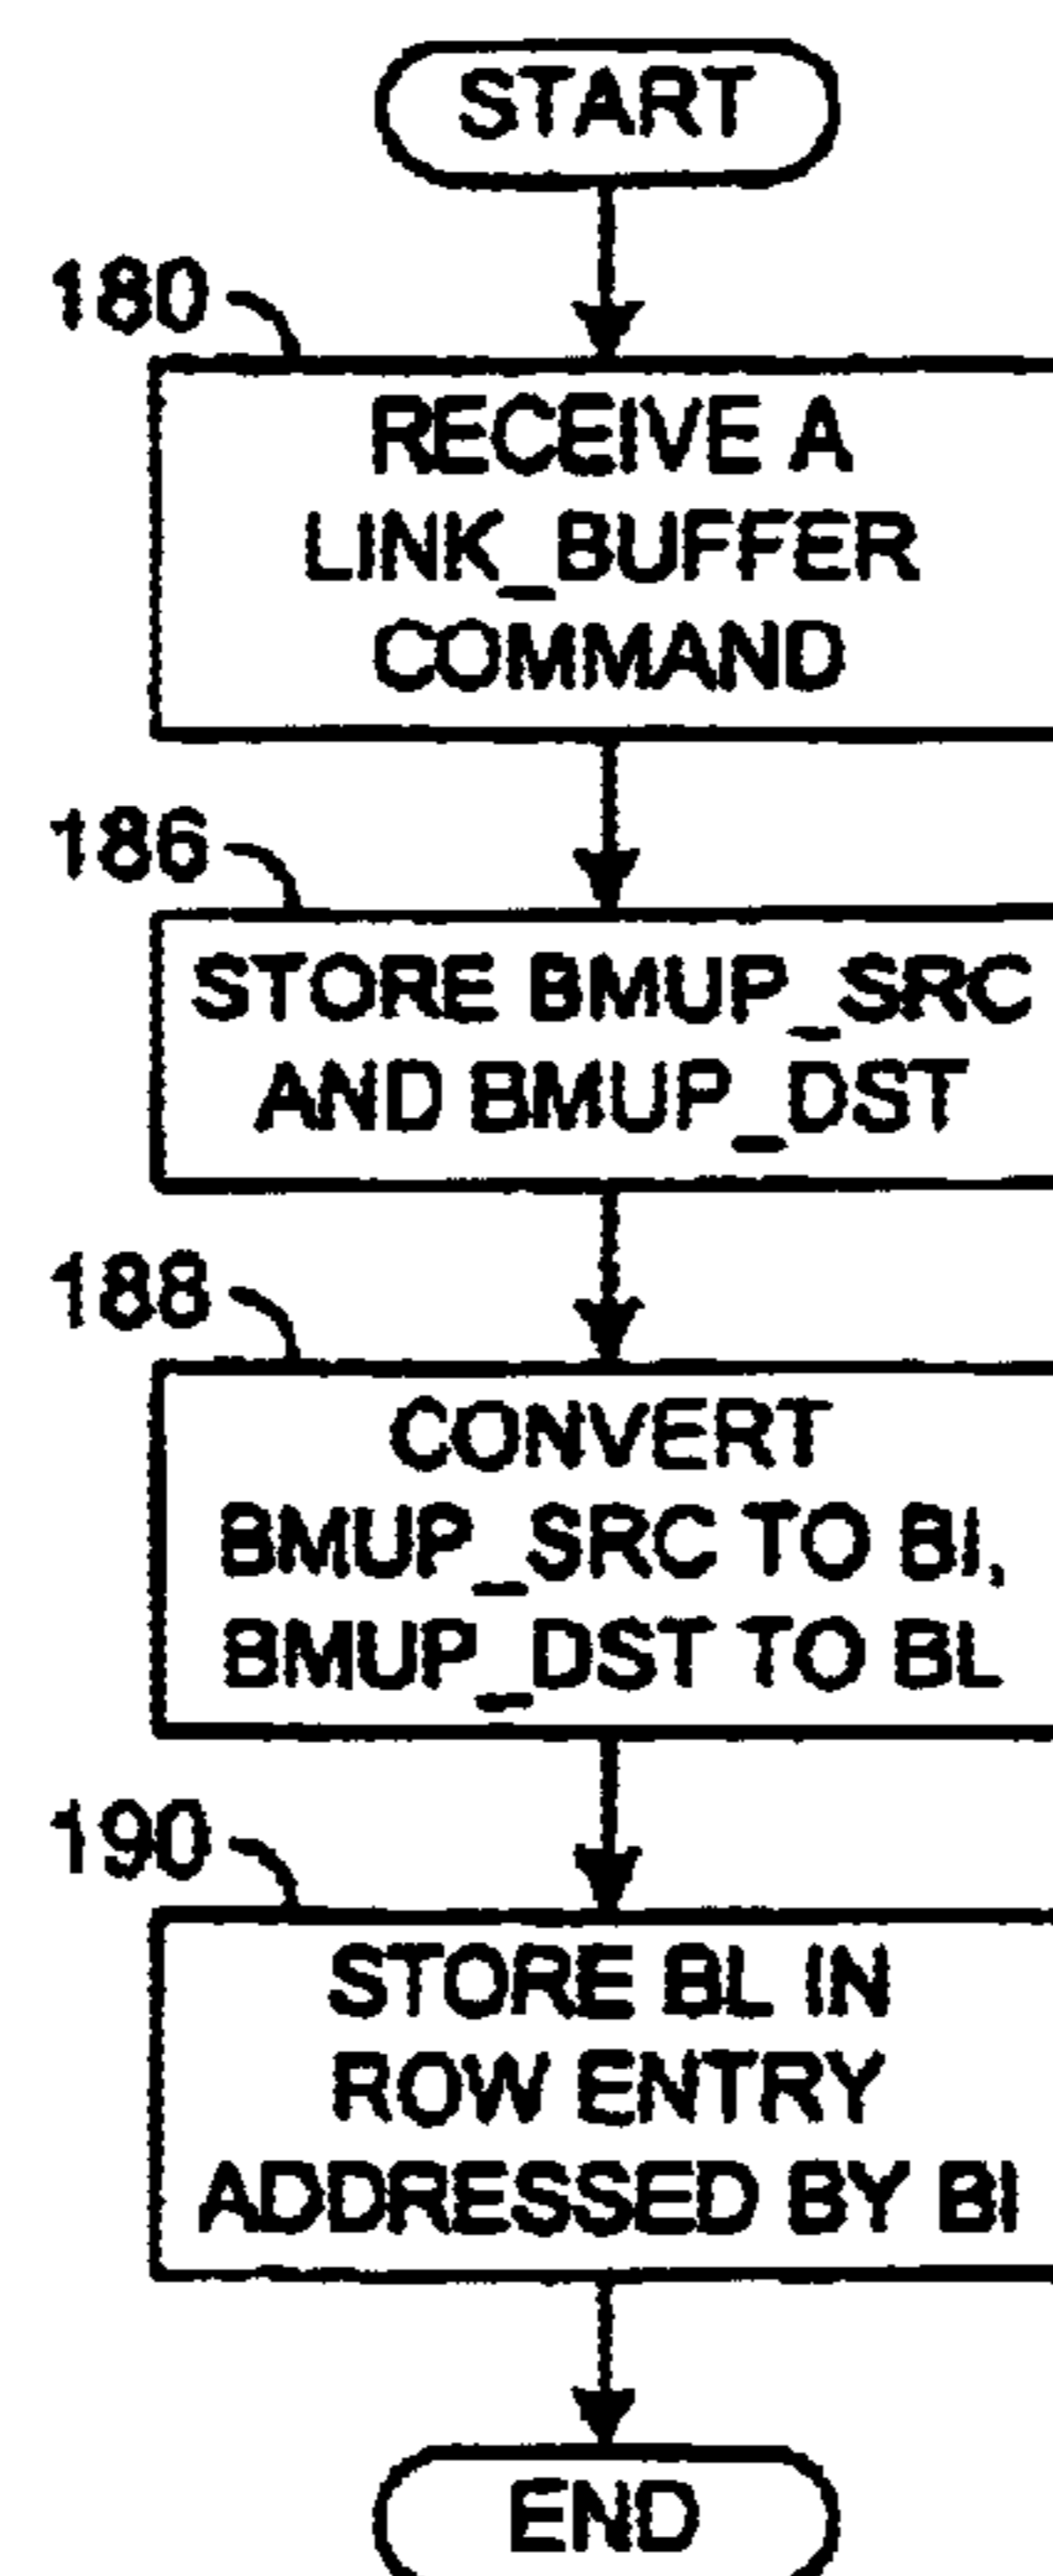 START
180
RECEIVE A
LINK_BUFFER
COMMAND
186
STORE BMUP_SRC
AND BMUP_DST
188
CONVERT
BMUP_SRC TO BI,
BMUP_DST TO BL
190
STORE BL IN
ROW ENTRY
ADDRESSED BY BI
END